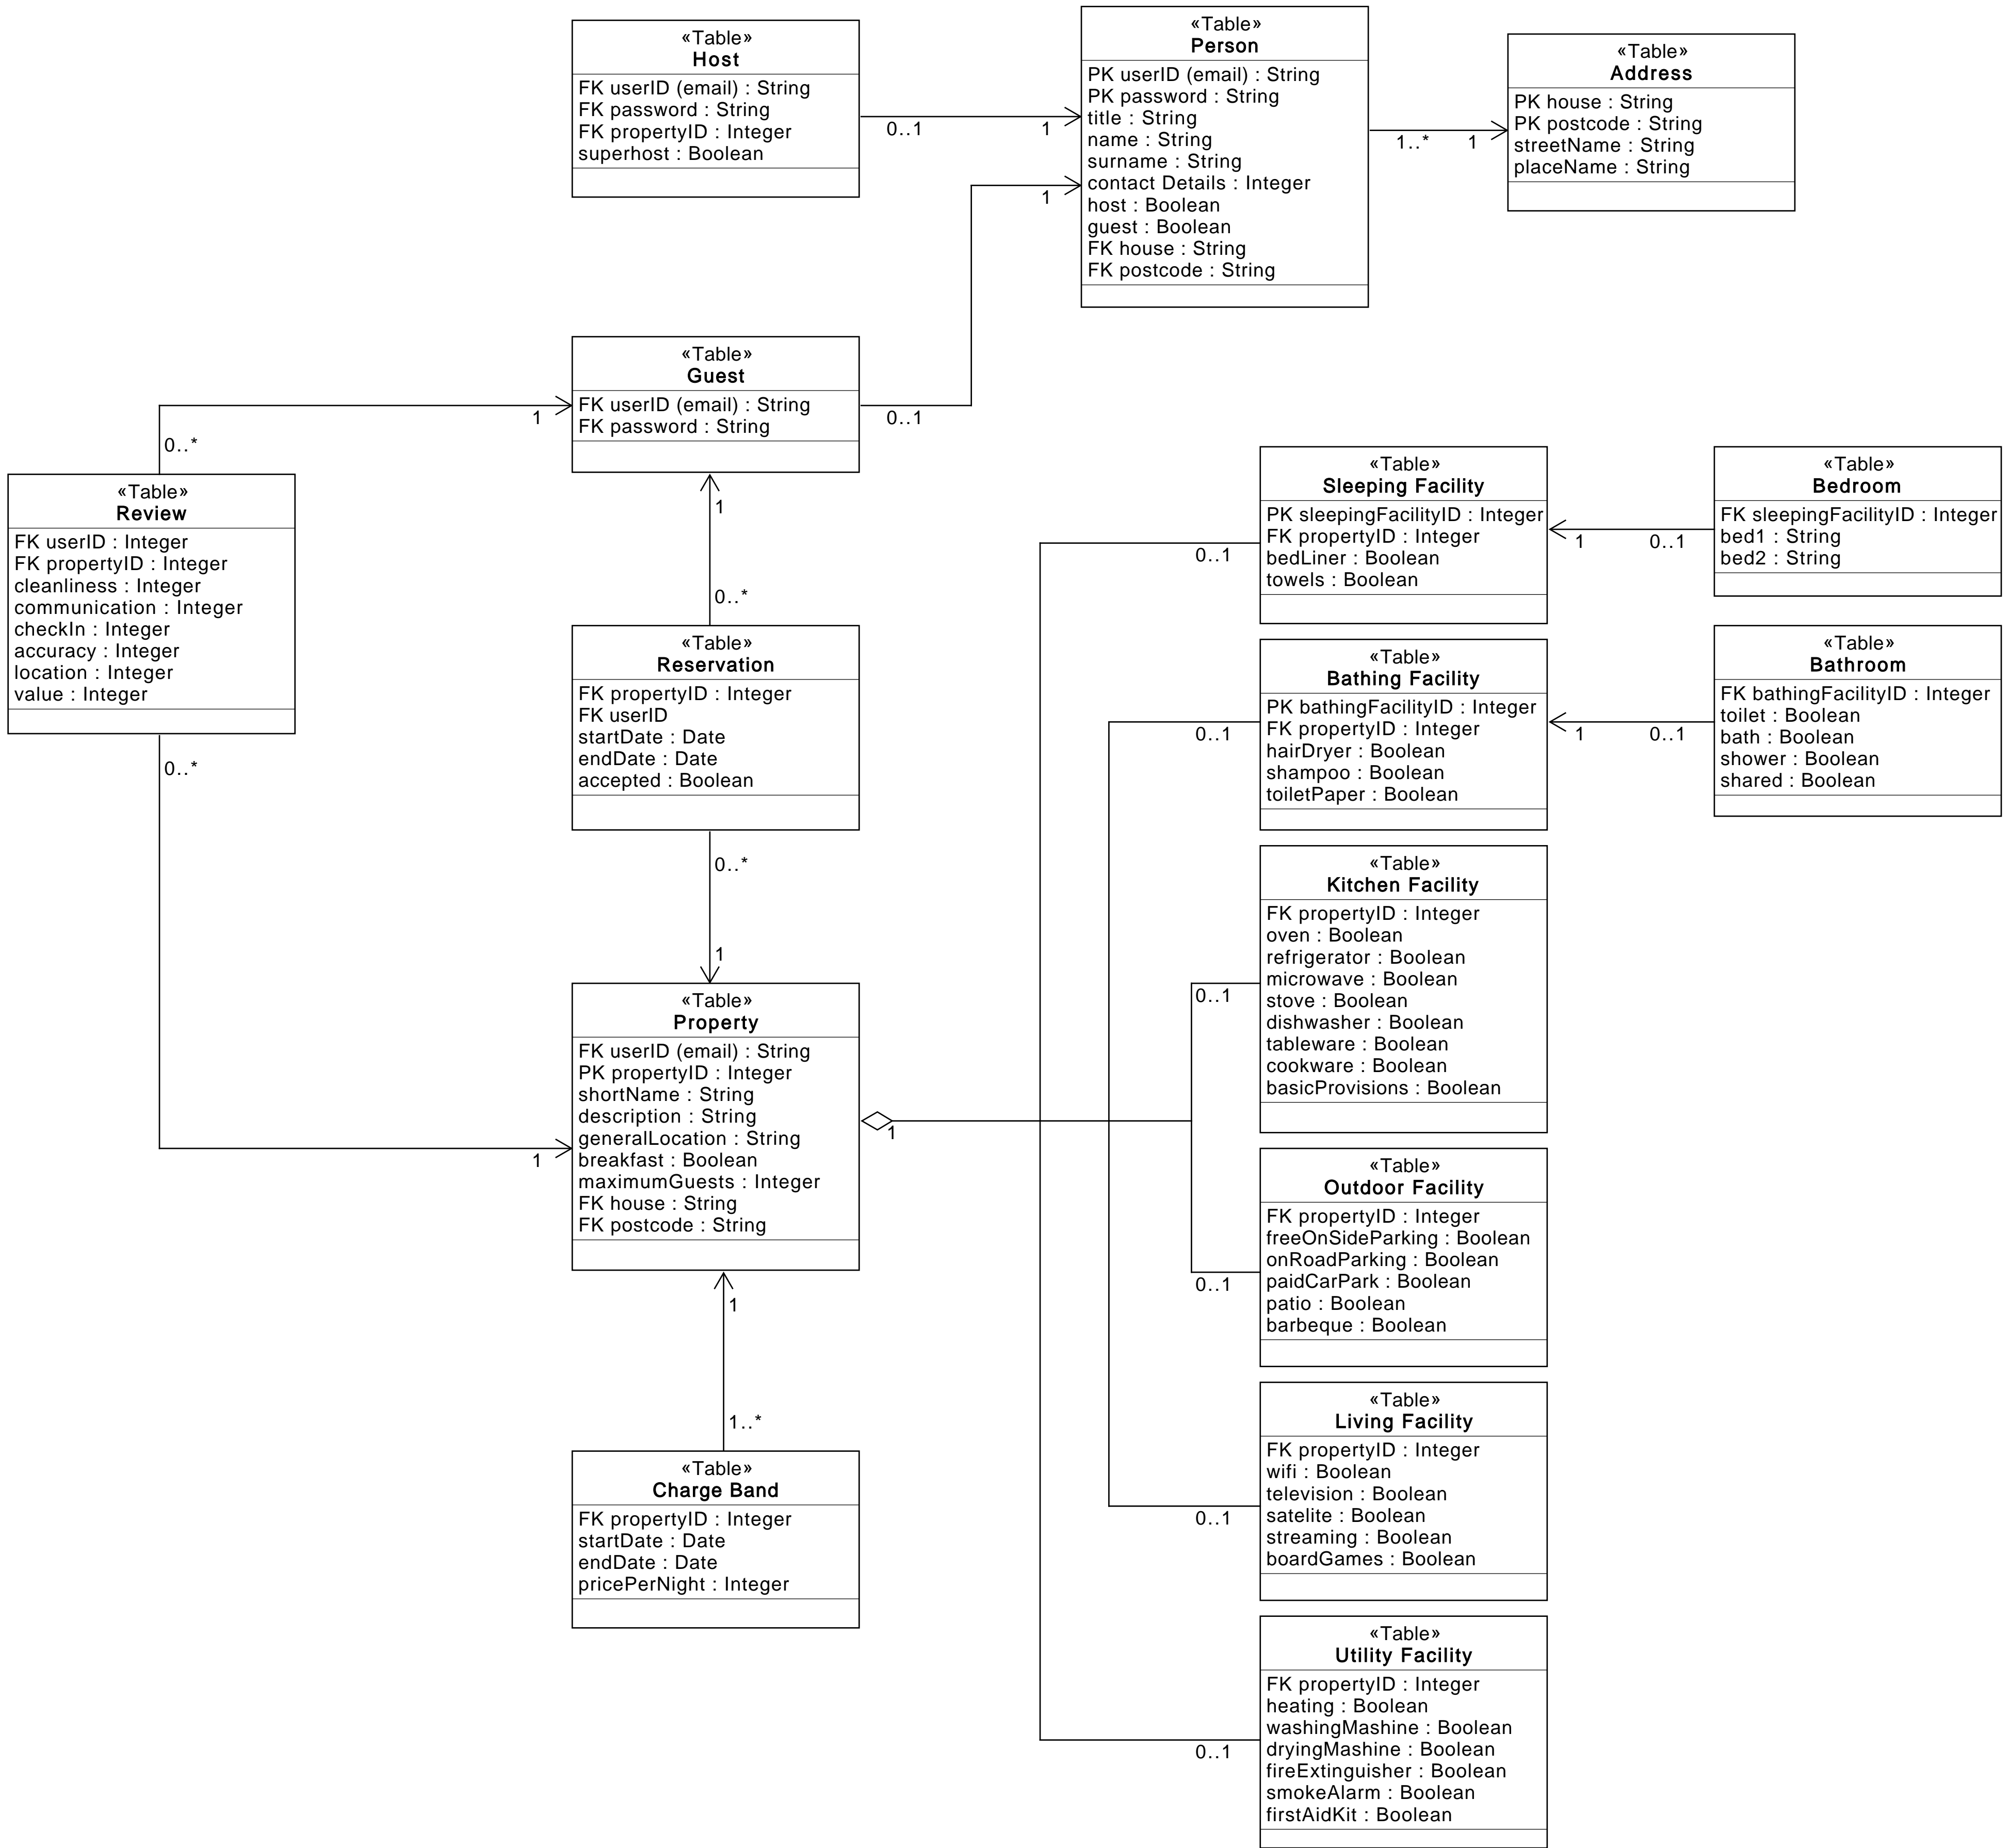 «Table»
Host
FK userID (email) : String
FK password : String
FK propertyID : Integer
superhost : Boolean
0..1
1
«Table»
Person
PK userID (email) : String
PK password : String
title : String
name : String
surname : String
contact Details : Integer
host : Boolean
guest : Boolean
FK house : String
FK postcode : String
1
1..*
1
«Table»
Address
PK house : String
PK postcode : String
streetName : String
placeName : String
«Table»
Guest
FK userID (email) : String
FK password : String
0..1
1
0..*
1
«Table»
Review
FK userID : Integer
FK propertyID : Integer
cleanliness : Integer
communication : Integer
checkIn : Integer
accuracy : Integer
location : Integer
value : Integer
0..*
1
0..*
«Table»
Reservation
FK propertyID : Integer
FK userID
startDate : Date
endDate : Date
accepted : Boolean
0..*
1
«Table»
Property
FK userID (email) : String
PK propertyID : Integer
shortName : String
description : String
generalLocation : String
breakfast : Boolean
maximumGuests : Integer
FK house : String
FK postcode : String
1
1
1..*
«Table»
Charge Band
FK propertyID : Integer
startDate : Date
endDate : Date
pricePerNight : Integer
«Table»
Sleeping Facility
PK sleepingFacilityID : Integer
FK propertyID : Integer
bedLiner : Boolean
towels : Boolean
0..1
1
0..1
«Table»
Bedroom
FK sleepingFacilityID : Integer
bed1 : String
bed2 : String
«Table»
Bathing Facility
PK bathingFacilityID : Integer
FK propertyID : Integer
hairDryer : Boolean
shampoo : Boolean
toiletPaper : Boolean
0..1
1
0..1
«Table»
Bathroom
FK bathingFacilityID : Integer
toilet : Boolean
bath : Boolean
shower : Boolean
shared : Boolean
«Table»
Kitchen Facility
FK propertyID : Integer
oven : Boolean
refrigerator : Boolean
microwave : Boolean
stove : Boolean
dishwasher : Boolean
tableware : Boolean
cookware : Boolean
basicProvisions : Boolean
0..1
«Table»
Outdoor Facility
FK propertyID : Integer
freeOnSideParking : Boolean
onRoadParking : Boolean
paidCarPark : Boolean
patio : Boolean
barbeque : Boolean
0..1
«Table»
Living Facility
FK propertyID : Integer
wifi : Boolean
television : Boolean
satelite : Boolean
streaming : Boolean
boardGames : Boolean
0..1
«Table»
Utility Facility
FK propertyID : Integer
heating : Boolean
washingMashine : Boolean
dryingMashine : Boolean
fireExtinguisher : Boolean
smokeAlarm : Boolean
firstAidKit : Boolean
0..1